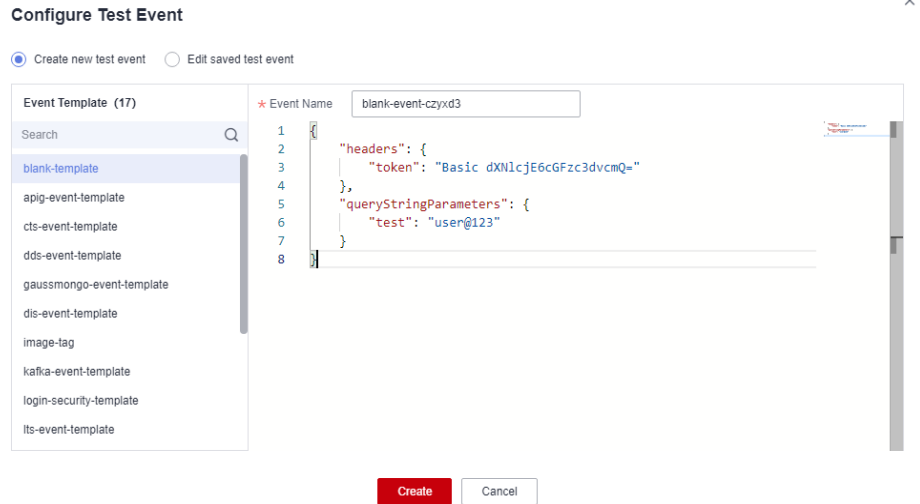 Configure Test Event
Create new test event Edit saved test event
Event Template (17)
Search
blank-template
apig-event-template
cts-event-template
dds-event-template
gaussmongo-event-template
dis-event-template
image-tag
kafka-event-template
login-security-template
lts-event-template
* Event Name blank-event-czyxd3
1 {
2 "headers": {
3 "token": "Basic dXNlcjE6cGFzc3dvcmQ="
4 },
5 "queryStringParameters": {
6 "test": "user@123"
7 }
8 }
Create Cancel